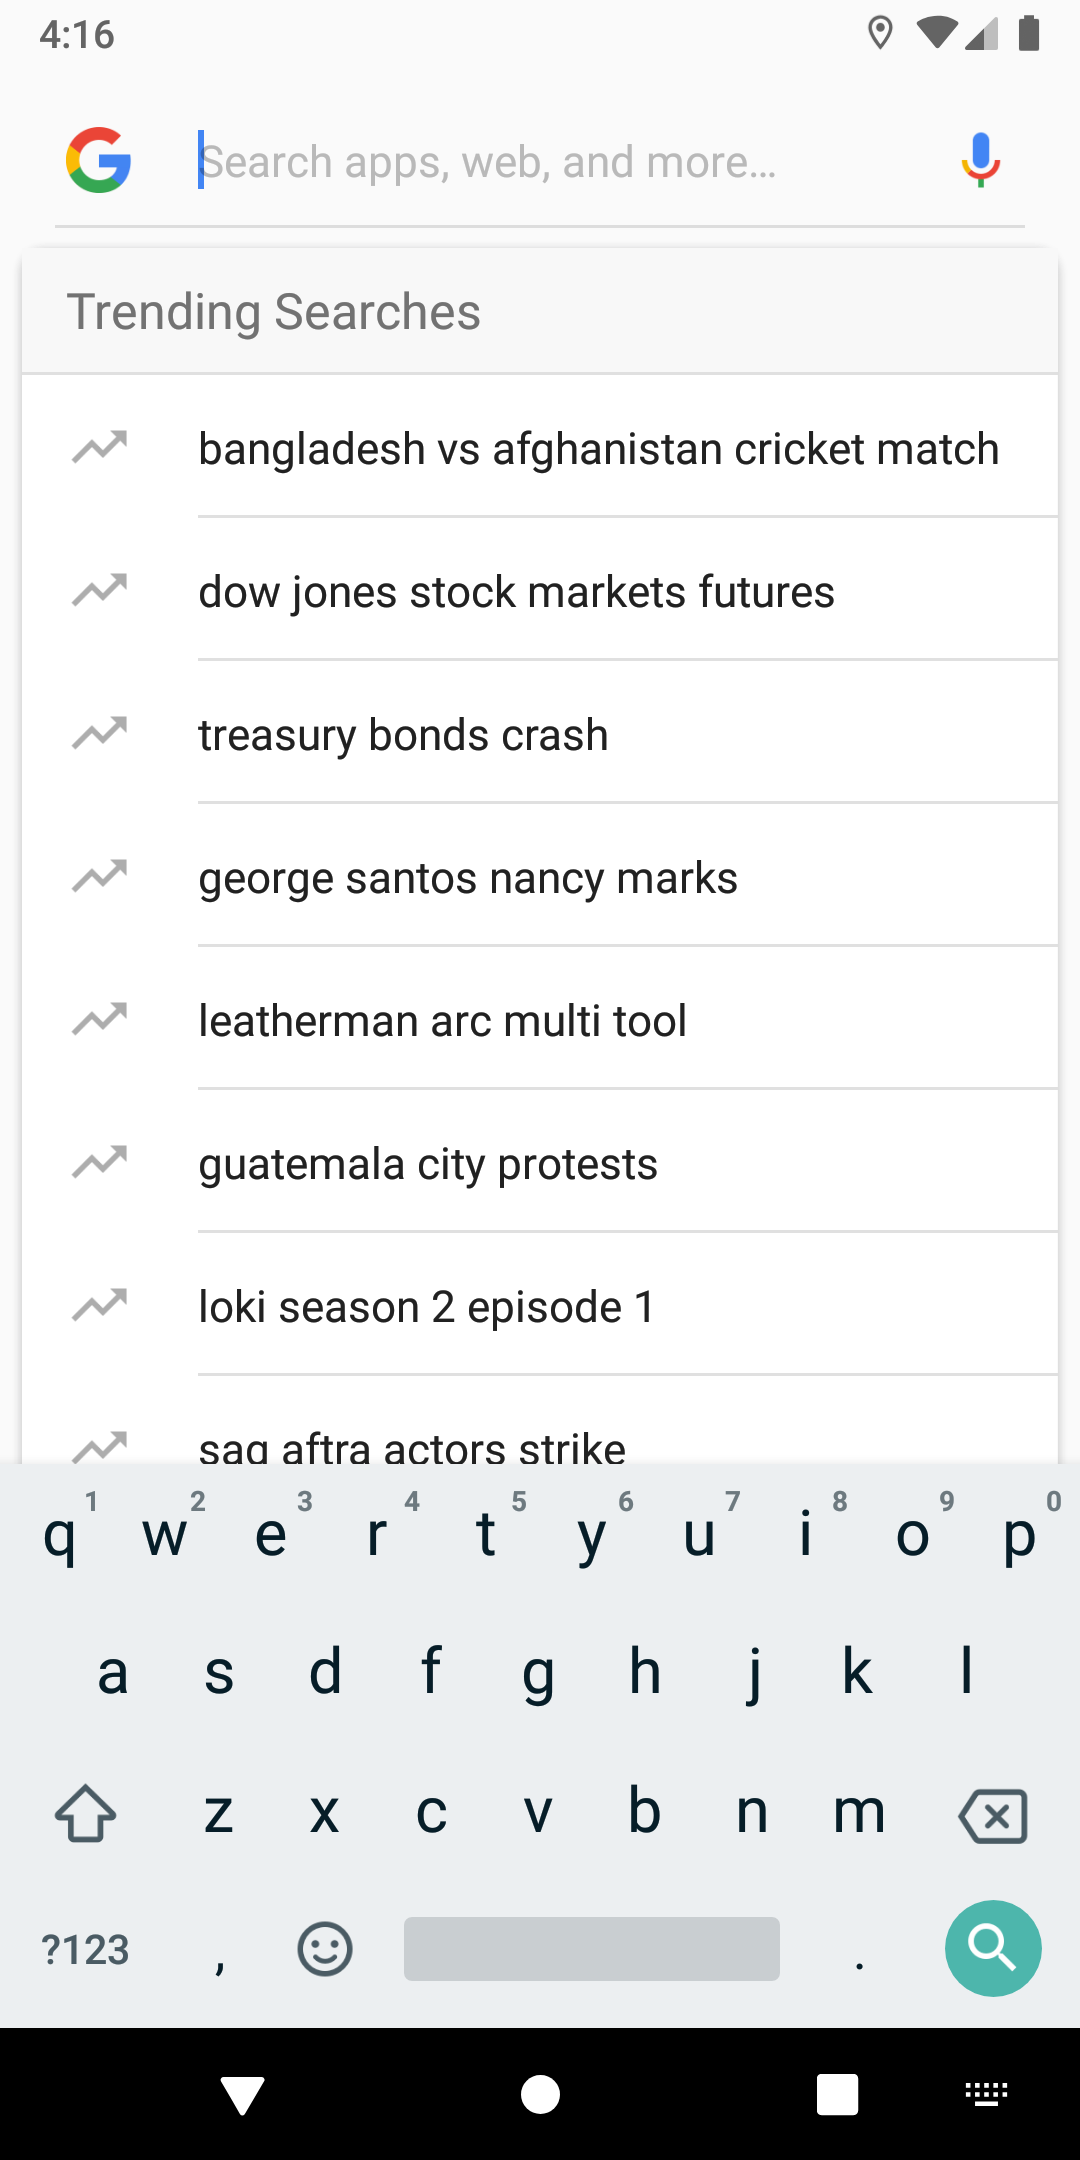 4:16
Search apps, web, and more...
Trending Searches
bangladesh vs afghanistan cricket match
dow jones stock markets futures
treasury bonds crash
george santos nancy marks
leatherman arc multi tool
guatemala city protests
loki season 2 episode 1
sag aftra actors strike
1 2 3 4 5 6 7 8 9 0
q w e r t y u i o p
a s d f g h j k l
z x c v b n m
?123 , .